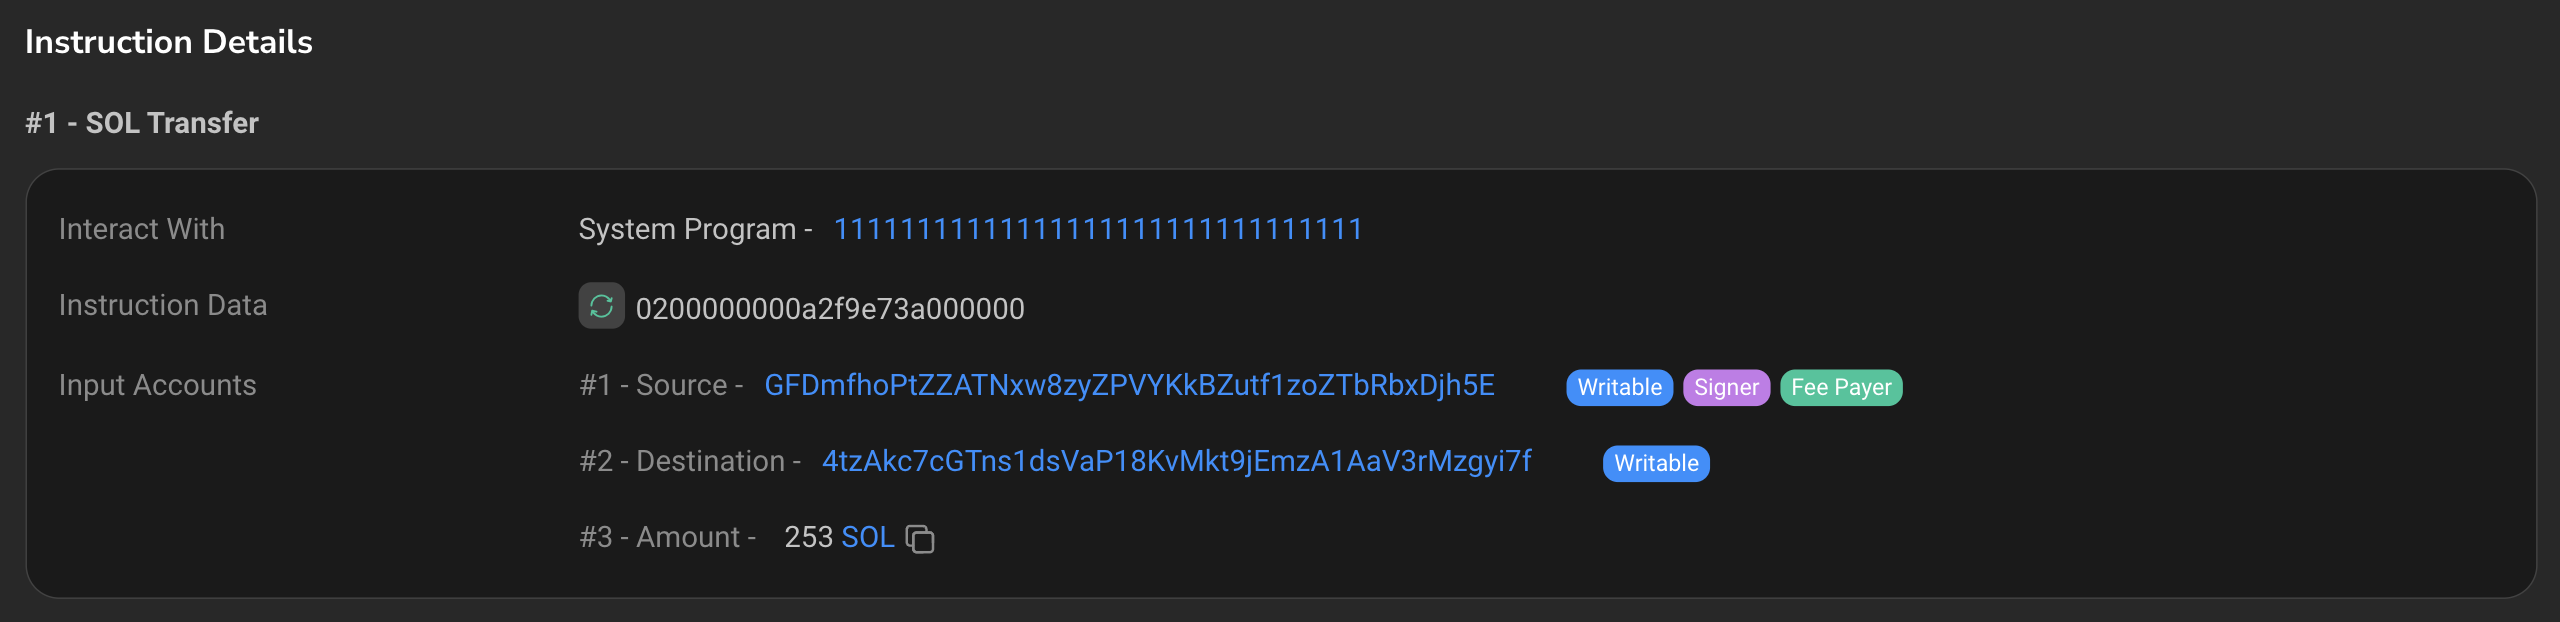 Instruction Details
#1 - SOL Transfer
Interact With System Program - 11111111111111111111111111111111
Instruction Data 0200000000a2f9e73a000000
Input Accounts #1 - Source - GFDmfhoPtZZATNxw8zyZPVYKkBZutf1zoZTbRbxDjh5E Writable Signer Fee Payer
#2 - Destination - 4tzAkc7cGTns1dsVaP18KvMkt9jEmzA1AaV3rMzgyi7f Writable
#3 - Amount - 253 SOL